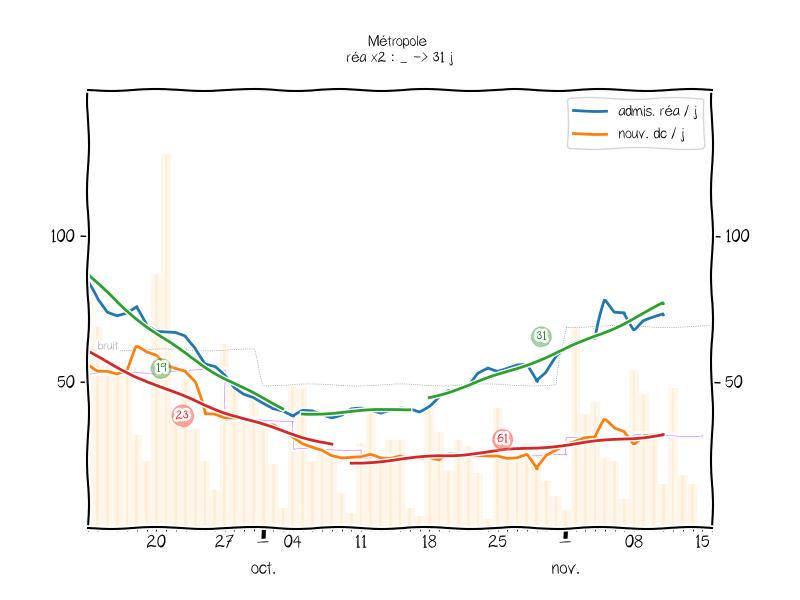 Métropole
réa x2 : _ -> 31 j
admis. réa / j
nouv. dc / j
100
100
31
bruit
19
50
50
23
61
20
27
04
11
18
25
08
15
oct.
nov.